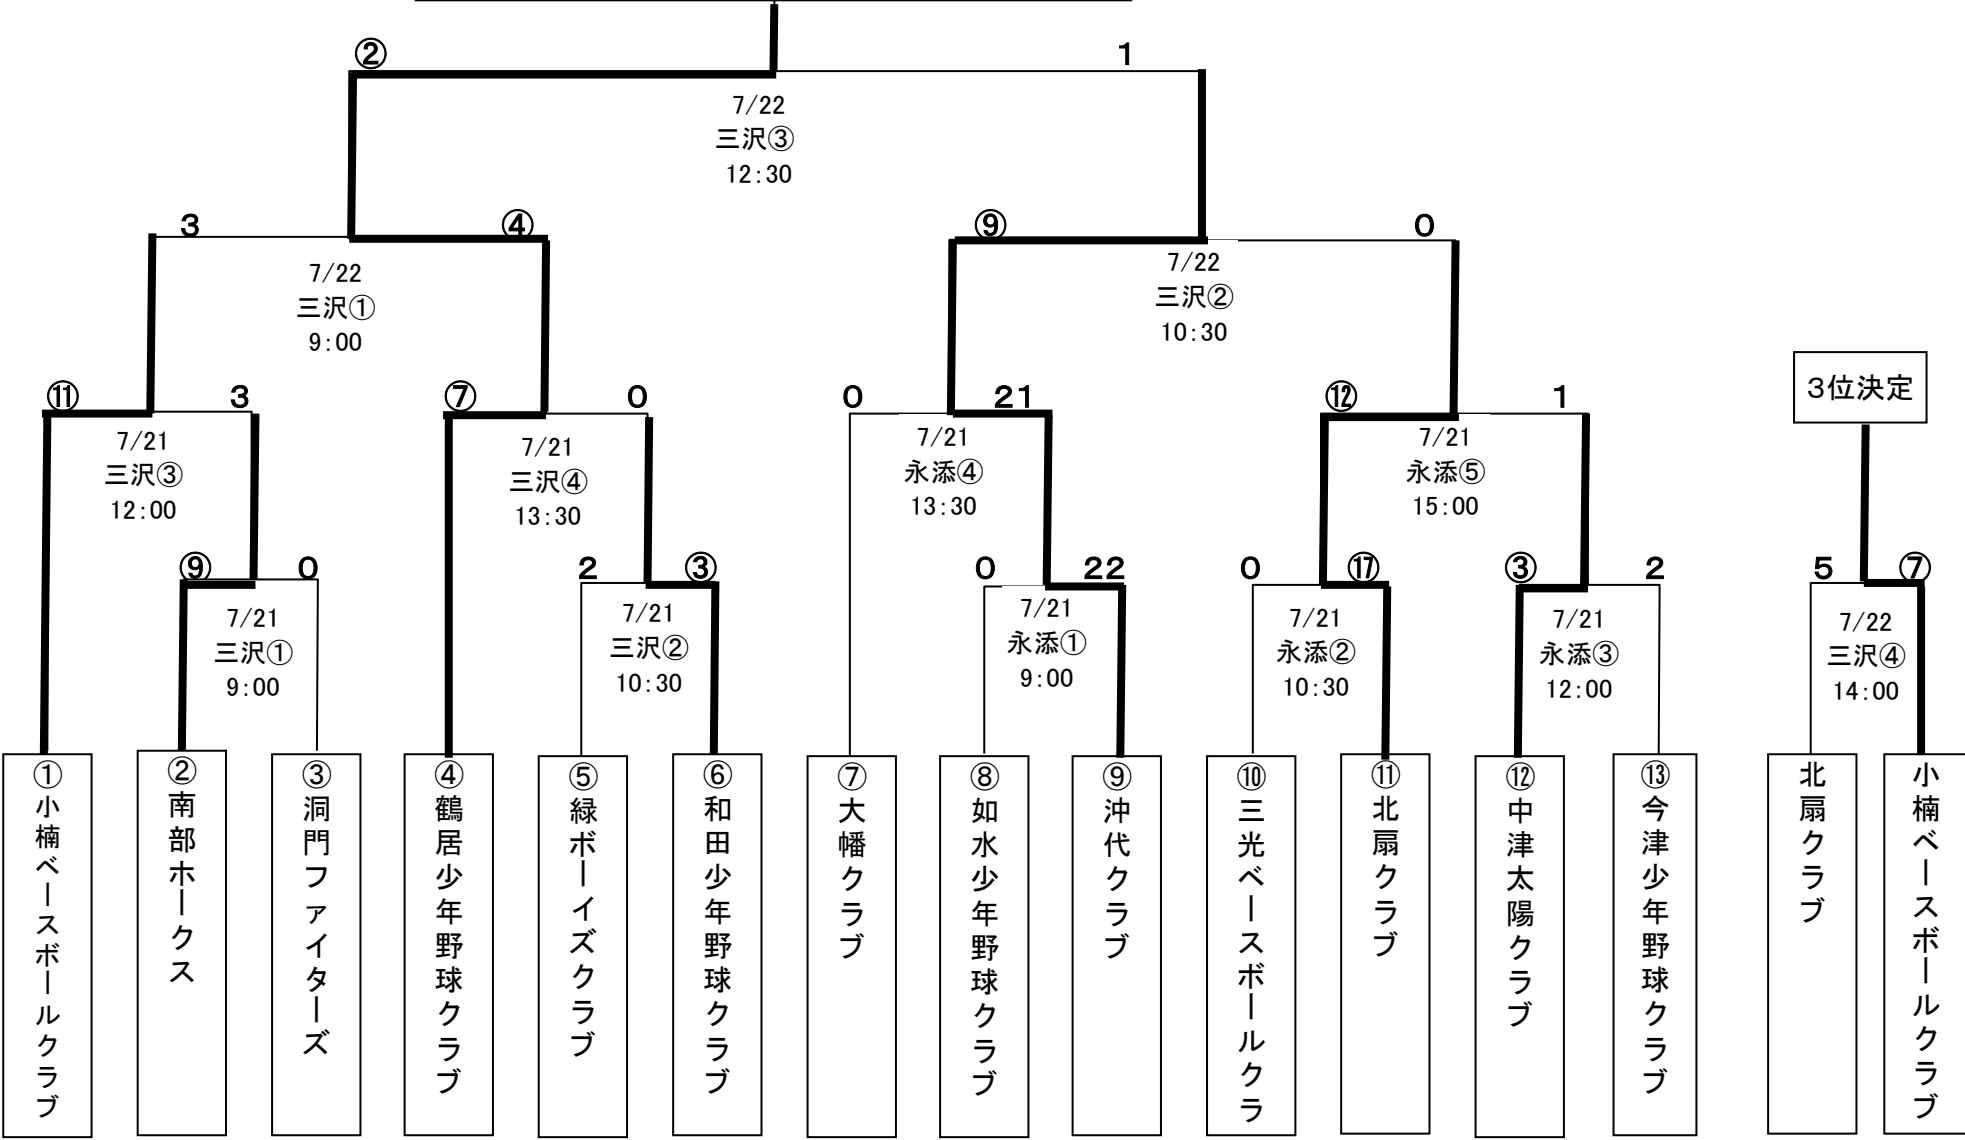 ② 1
7/22
三沢③
12:30
3 ④ ⑨ 0
7/22
三沢①
9:00
7/22
三沢②
10:30
⑪ 3 ⑦ 0 0 21 ⑫ 1
3位決定
7/21
三沢③
12:00
7/21
三沢④
13:30
7/21
永添④
13:30
7/21
永添⑤
15:00
⑨ 0 2 ③ 0 22 0 ⑰ ③ 2 5 ⑦
7/21
三沢①
9:00
7/21
三沢②
10:30
7/21
永添①
9:00
7/21
永添②
10:30
7/21
永添③
12:00
7/22
三沢④
14:00
①小楠ベースボールクラブ
②南部ホークス
③洞門ファイターズ
④鶴居少年野球クラブ
⑤緑ボーイズクラブ
⑥和田少年野球クラブ
⑦大幡クラブ
⑧如水少年野球クラブ
⑨沖代クラブ
⑩三光ベースボールクラ
⑪北扇クラブ
⑫中津太陽クラブ
⑬今津少年野球クラブ
北扇クラブ
小楠ベースボールクラブ